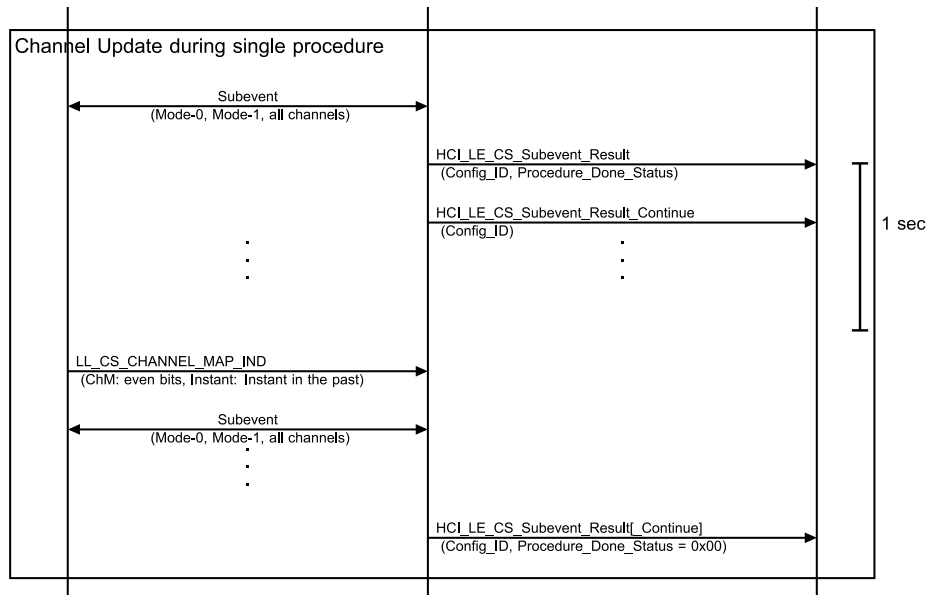 Channel Update during single procedure
Subevent
(Mode-0, Mode-1, all channels)
HCI_LE_CS_Subevent_Result
(Config_ID, Procedure_Done_Status)
HCI_LE_CS_Subevent_Result_Continue
(Config_ID)
1 sec
LL_CS_CHANNEL_MAP_IND
(ChM: even bits, Instant: Instant in the past)
Subevent
(Mode-0, Mode-1, all channels)
HCI_LE_CS_Subevent_Result[_Continue]
(Config_ID, Procedure_Done_Status = 0x00)